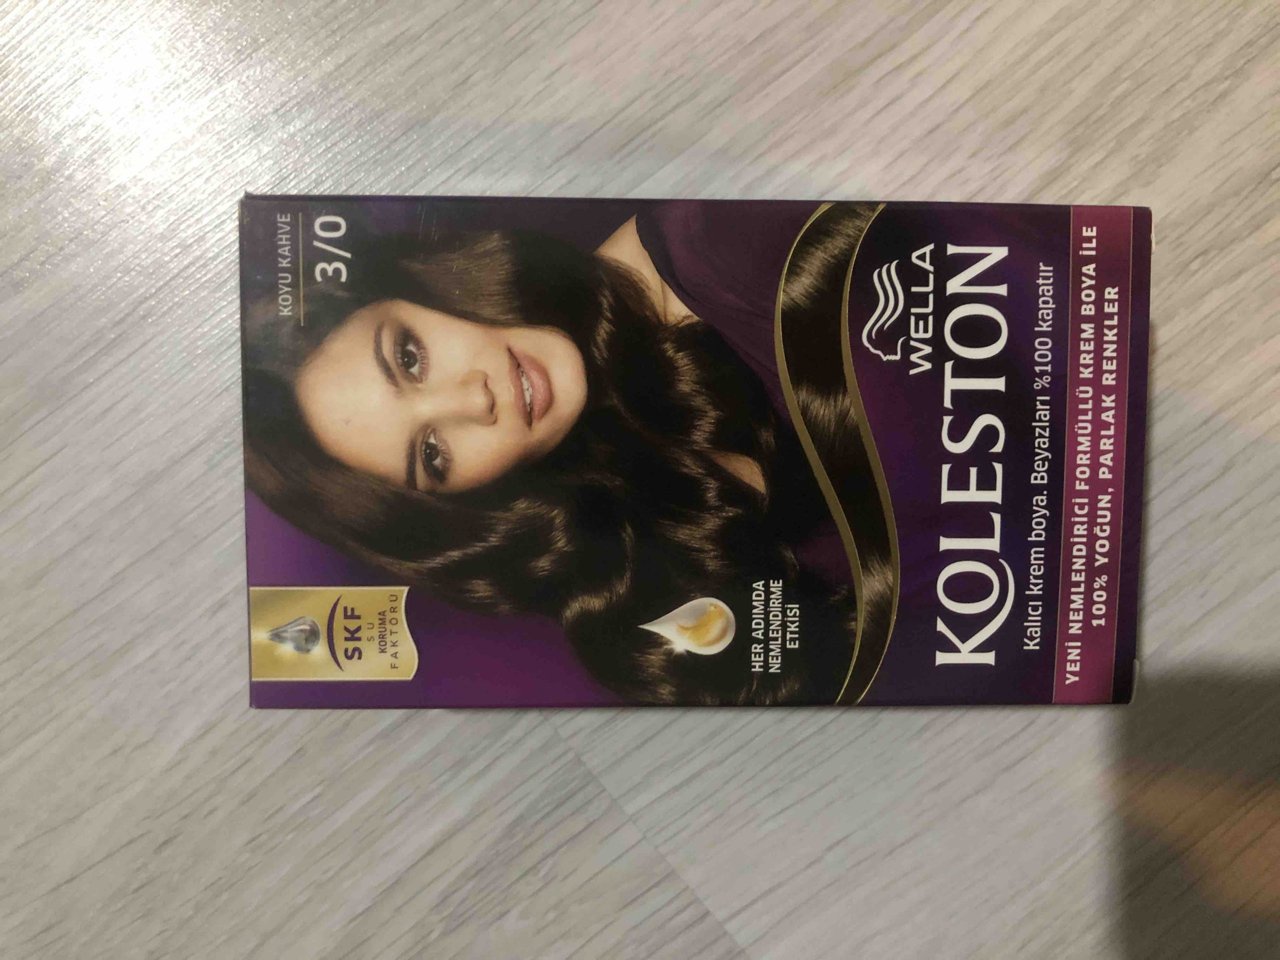 KOYU KAHVE
3/0
SKF
SU
KORUMA
FAKTÖRÜ
HER ADIMDA
NEMLENDİRME
ETKİSİ
WELLA
KOLESTON
Kalıcı krem boya. Beyazları %100 kapatır
YENİ NEMLENDİRİCİ FORMÜLLÜ KREM BOYA İLE
100% YOĞUN, PARLAK RENKLER